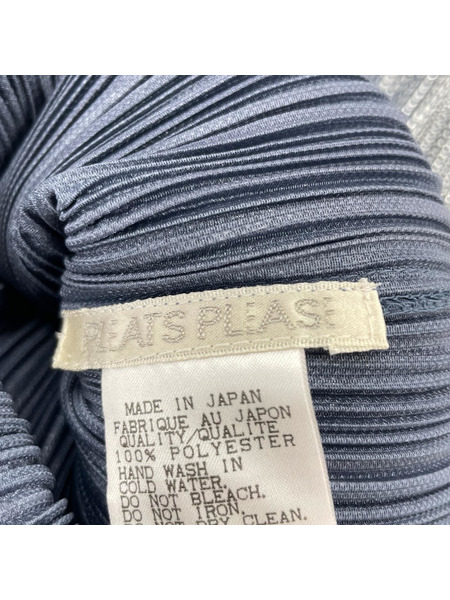 PLEATS PLEASE
MADE IN JAPAN
FABRIQUE AU JAPON
QUALITY/QUALITE
100% POLYESTER
HAND WASH IN
COLD WATER.
DO NOT BLEACH.
DO NOT IRON.
DO NOT DRY CLEAN.